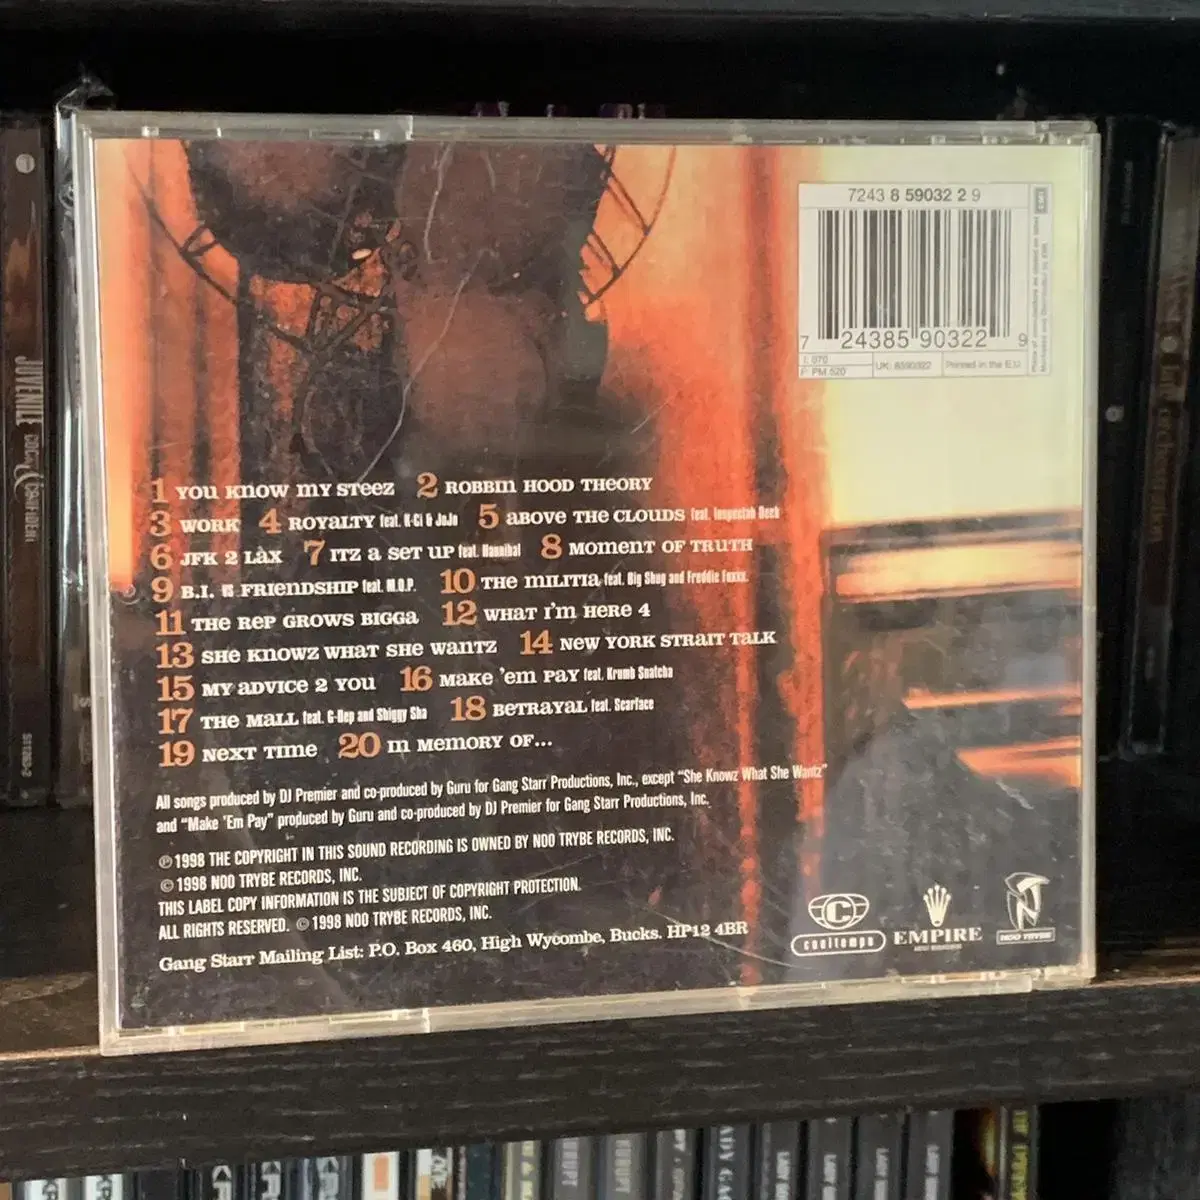 7243 8 59032 2 9
EMI
7 24385 90322 9
UK: 8590322
Printed in the E.U.
PM 520
1 YOU KNOW MY STEEZ 2 ROBBIN HOOD THEORY
3 WORK 4 ROYALTY feat. K-Ci & JoJo 5 ABOVE THE CLOUDS feat. Inspectah Deck
6 JFK 2 LAX 7 ITZ A SET UP feat. Hannibal 8 MOMENT OF TRUTH
9 B.I. VS FRIENDSHIP feat. M.O.P. 10 THE MILITIA feat. Big Shug and Freddie Foxxx.
11 THE REP GROWS BIGGA 12 WHAT I'M HERE 4
13 SHE KNOWZ WHAT SHE WANTZ 14 NEW YORK STRAIT TALK
15 MY ADVICE 2 YOU 16 MAKE 'EM PAY feat. Krumb Snatcha
17 THE MALL feat. G-Dep and Shiggy Sha 18 BETRAYAL feat. Scarface
19 NEXT TIME 20 IN MEMORY OF...
All songs produced by DJ Premier and co-produced by Guru for Gang Starr Productions, Inc., except "She Knowz What She Wantz"
and "Make 'Em Pay" produced by Guru and co-produced by DJ Premier for Gang Starr Productions, Inc.
℗ 1998 THE COPYRIGHT IN THIS SOUND RECORDING IS OWNED BY NOO TRYBE RECORDS, INC.
© 1998 NOO TRYBE RECORDS, INC.
THIS LABEL COPY INFORMATION IS THE SUBJECT OF COPYRIGHT PROTECTION.
ALL RIGHTS RESERVED. © 1998 NOO TRYBE RECORDS, INC.
Gang Starr Mailing List: P.O. Box 460, High Wycombe, Bucks. HP12 4BR
C
cooltempo
EMPIRE
NT
NOO TRYBE
JUVENILE